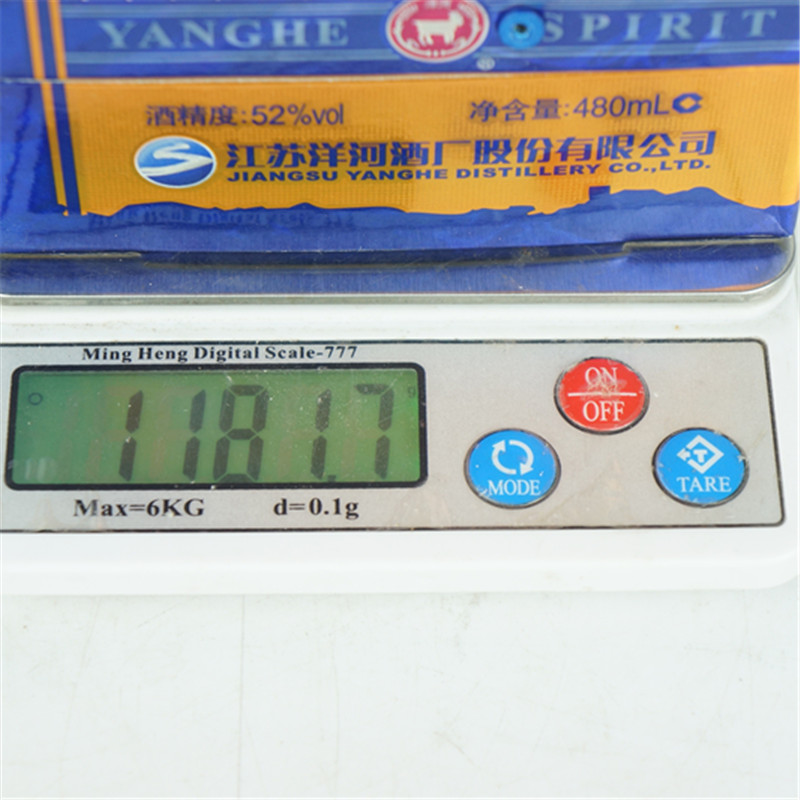 YANGHE SPIRIT
®
酒精度:52%vol 净含量:480mL
江苏洋河酒厂股份有限公司
JIANGSU YANGHE DISTILLERY CO.,LTD.
Ming Heng Digital Scale-777
1181.7 g
Max=6KG d=0.1g
ON
OFF
MODE
TARE